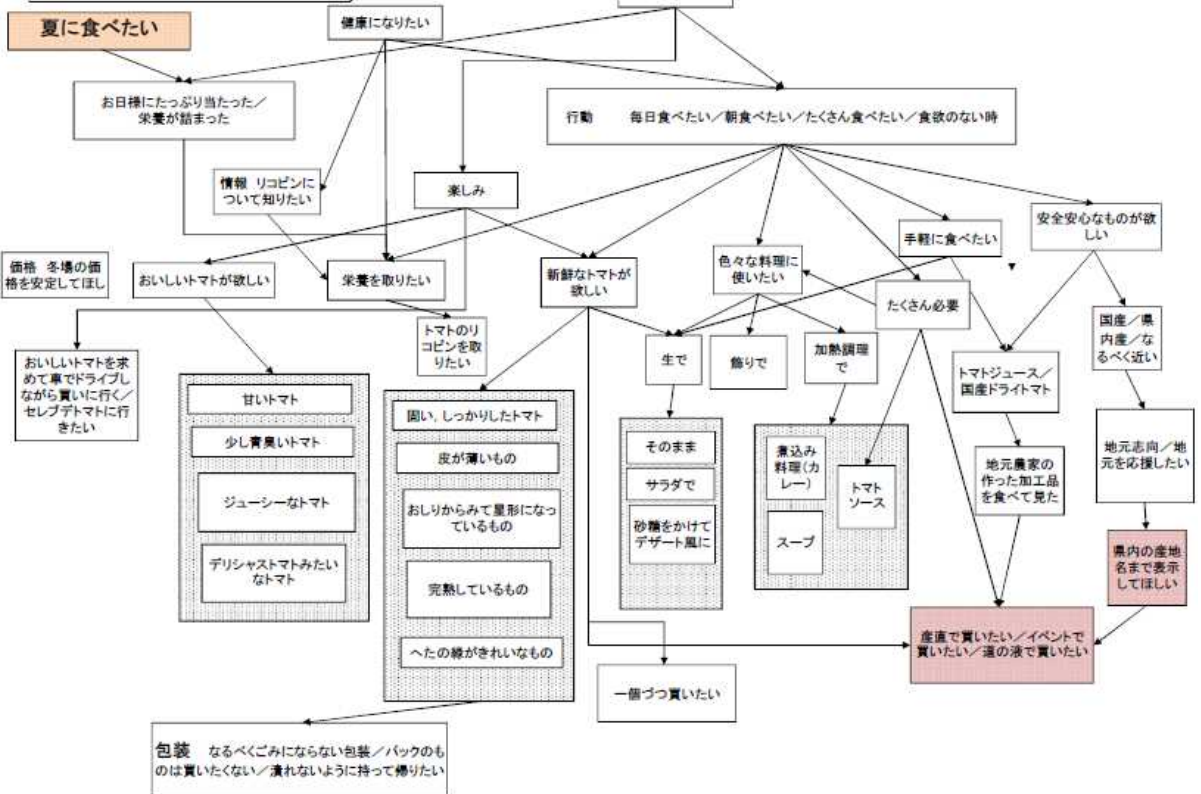 夏に食べたい
健康になりたい
お日様にたっぷり当たった／
栄養が詰まった
行動　毎日食べたい／朝食べたい／たくさん食べたい／食欲のない時
情報 リコピンに
ついて知りたい
楽しみ
手軽に食べたい
安全安心なものが欲
しい
価格 冬場の価
格を安定してほし
おいしいトマトが欲しい
栄養を取りたい
新鮮なトマトが
欲しい
色々な料理に
使いたい
たくさん必要
国産／県
内産／な
るべく近い
トマトのリ
コピンを取
りたい
生で
飾りで
加熱調理
で
おいしいトマトを求
めて車でドライブし
ながら買いに行く／
セレブデトマトに行
きたい
トマトジュース／
国産ドライトマト
甘いトマト
少し青臭いトマト
ジューシーなトマト
デリシャストマトみたい
なトマト
固い，しっかりしたトマト
皮が薄いもの
おしりからみて星形になっ
ているもの
完熟しているもの
へたの緑がきれいなもの
そのまま
サラダで
砂糖をかけて
デザート風に
煮込み
料理(カ
レー)
トマト
ソース
スープ
地元農家の
作った加工品
を食べて見た
地元志向／地
元を応援したい
県内の産地
名まで表示
してほしい
産直で買いたい／イベントで
買いたい／道の液で買いたい
一個づつ買いたい
包装　なるべくごみにならない包装／パックのも
のは買いたくない／潰れないように持って帰りたい